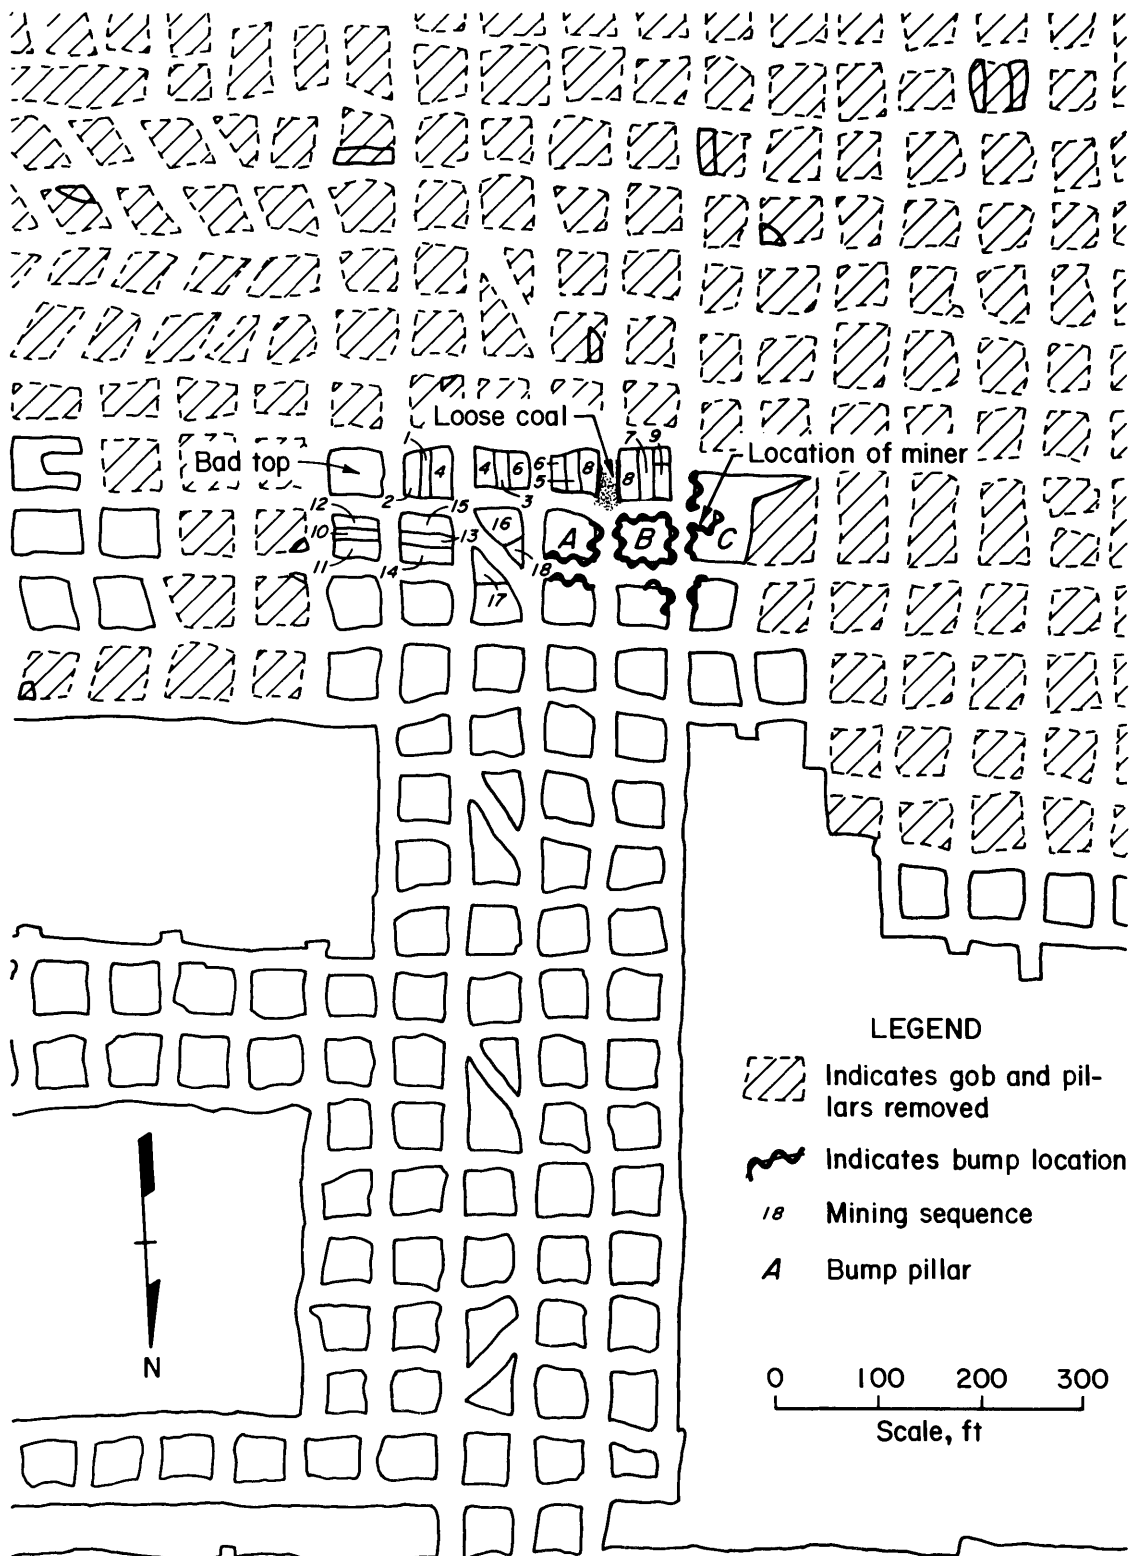 Loose coal
Location of miner
Bad top
1
4
2
4
6
3
6
5
8
7
9
8
12
10
11
15
13
14
16
18
17
18
A
B
C
LEGEND
Indicates gob and pil-
lars removed
Indicates bump location
18 Mining sequence
A Bump pillar
N
0 100 200 300
Scale, ft